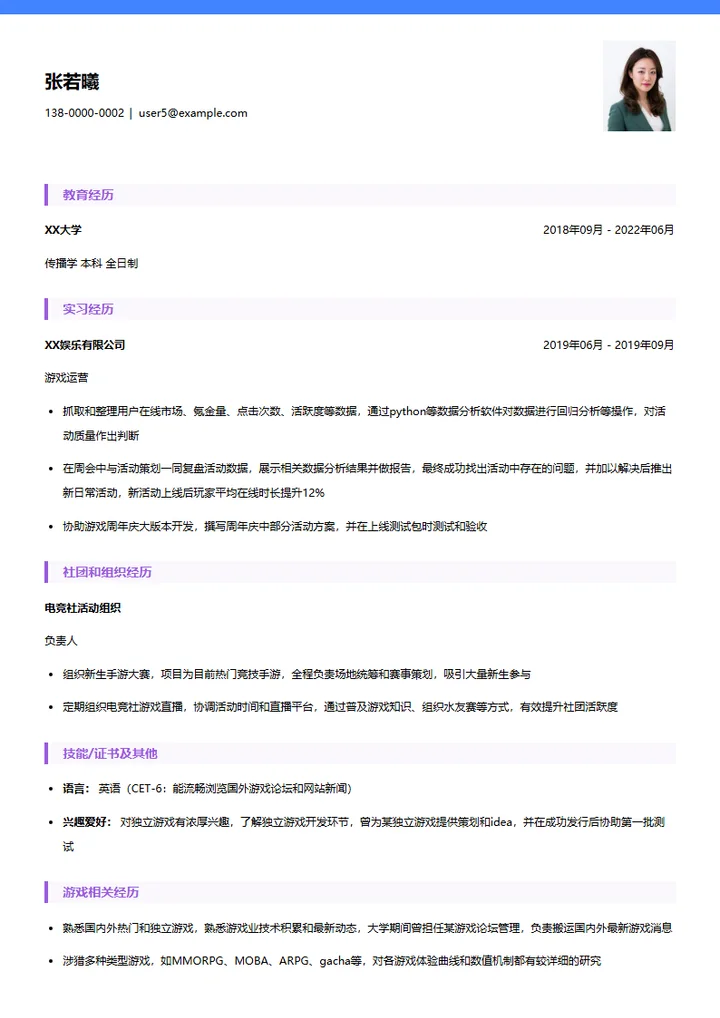 张若曦
138-0000-0002 | user5@example.com
教育经历
XX大学 2018年09月 - 2022年06月
传播学 本科 全日制
实习经历
XX娱乐有限公司 2019年06月 - 2019年09月
游戏运营
• 抓取和整理用户在线市场、氪金量、点击次数、活跃度等数据，通过python等数据分析软件对数据进行回归分析等操作，对活
动质量作出判断
• 在周会中与活动策划一同复盘活动数据，展示相关数据分析结果并做报告，最终成功找出活动中存在的问题，并加以解决后推出
新日常活动，新活动上线后玩家平均在线时长提升12%
• 协助游戏周年庆大版本开发，撰写周年庆中部分活动方案，并在上线测试包时测试和验收
社团和组织经历
电竞社活动组织
负责人
• 组织新生手游大赛，项目为目前热门竞技手游，全程负责场地统筹和赛事策划，吸引大量新生参与
• 定期组织电竞社游戏直播，协调活动时间和直播平台，通过普及游戏知识、组织水友赛等方式，有效提升社团活跃度
技能/证书及其他
• 语言： 英语（CET-6：能流畅浏览国外游戏论坛和网站新闻）
• 兴趣爱好： 对独立游戏有浓厚兴趣，了解独立游戏开发环节，曾为某独立游戏提供策划和idea，并在成功发行后协助第一批测
试
游戏相关经历
• 熟悉国内外热门和独立游戏，熟悉游戏业技术积累和最新动态，大学期间曾担任某游戏论坛管理，负责搬运国内外最新游戏消息
• 涉猎多种类型游戏，如MMORPG、MOBA、ARPG、gacha等，对各游戏体验曲线和数值机制都有较详细的研究